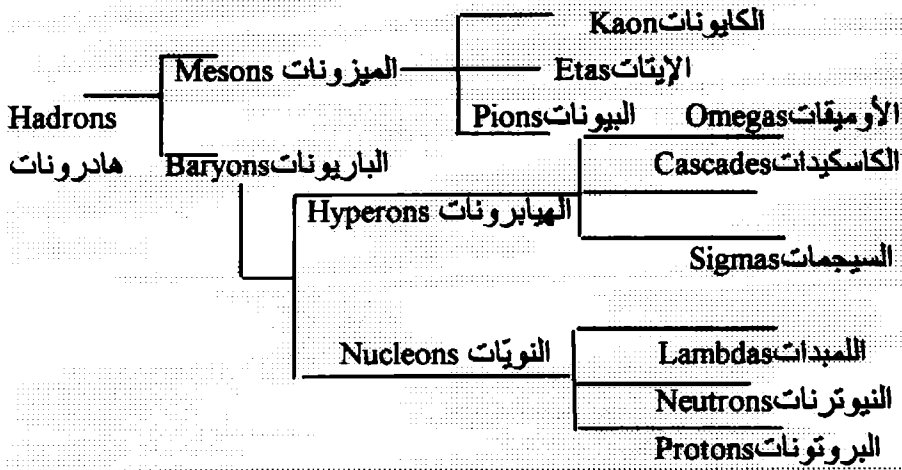 Kaon الكايونات
Mesons الميزونات
Etas الإيتات
Hadrons
Pions البيونات
Omegas الأوميقات
هادرونات
Baryons الباريونات
Cascades الكاسكيدات
Hyperons الهيابرونات
Sigmas السيجمات
Nucleons النويّات
Lambdas اللمبدات
Neutrons النيوترنات
Protons البروتونات